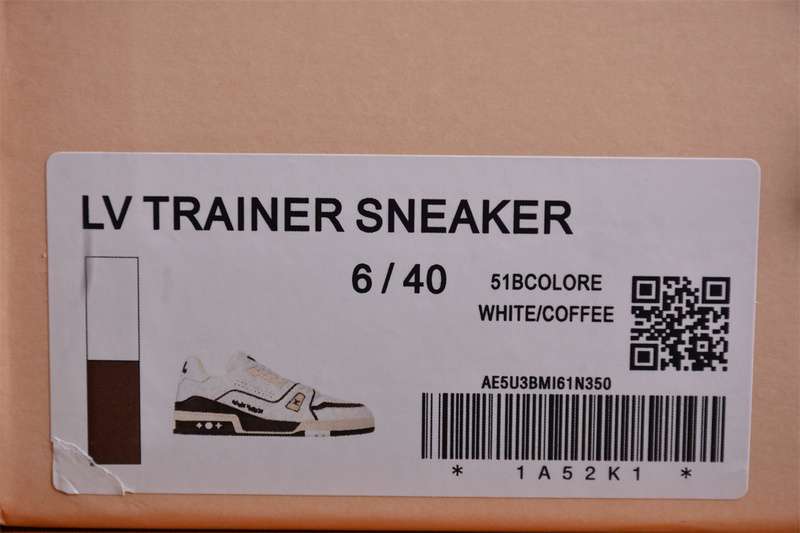 LV TRAINER SNEAKER
6 / 40
51BCOLORE
WHITE/COFFEE
AE5U3BMI61N350
* 1A52K1 *